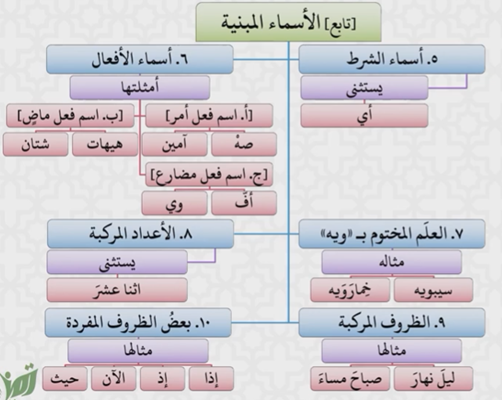 [تابع] الأسماء المبنية
٥. أسماء الشرط
يستثنى
أي
٦. أسماء الأفعال
أمثلتها
[أ. اسم فعل أمر]
صهْ
آمين
[ب. اسم فعل ماضٍ]
هيهات
شتان
[ج. اسم فعل مضارع]
أفّ
وي
٧. العلَم المختوم بـ «ويه»
مثاله
سيبويه
خِمارَوَيه
٨. الأعداد المركبة
يستثنى
اثنا عشرَ
٩. الظروف المركبة
مثالها
ليلَ نهارَ
صباحَ مساءَ
١٠. بعضُ الظروف المفردة
مثالها
إذا
إذ
الآن
حيث